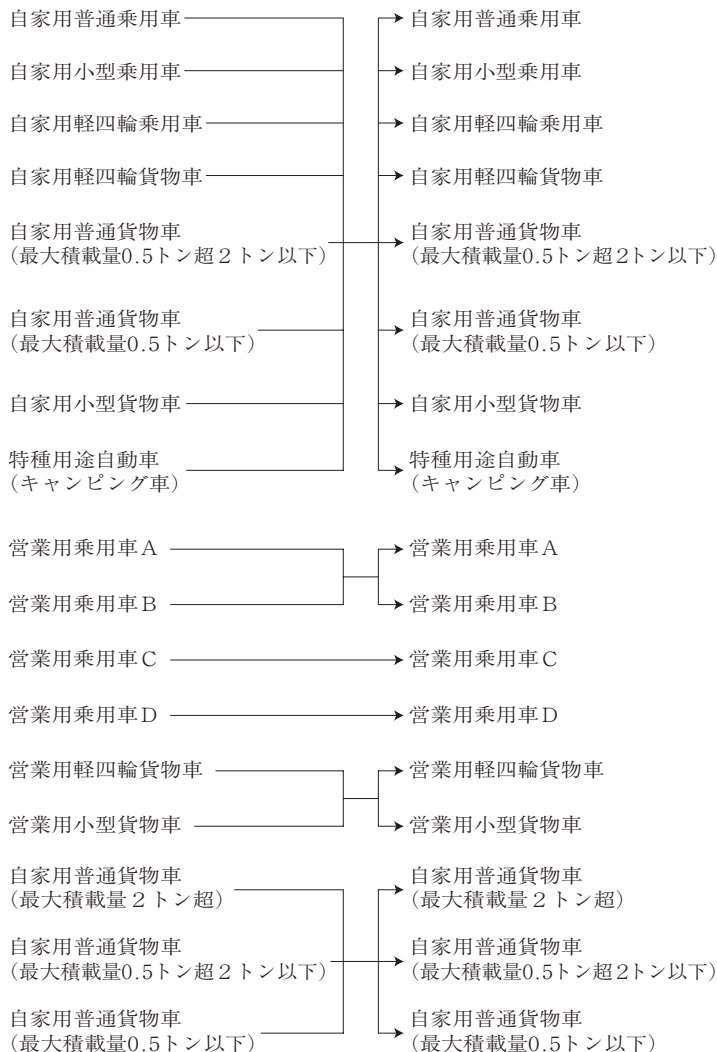 自家用普通乗用車 自家用普通乗用車
自家用小型乗用車 自家用小型乗用車
自家用軽四輪乗用車 自家用軽四輪乗用車
自家用軽四輪貨物車 自家用軽四輪貨物車
自家用普通貨物車 自家用普通貨物車
(最大積載量0.5トン超2トン以下) (最大積載量0.5トン超2トン以下)
自家用普通貨物車 自家用普通貨物車
(最大積載量0.5トン以下) (最大積載量0.5トン以下)
自家用小型貨物車 自家用小型貨物車
特種用途自動車 特種用途自動車
(キャンピング車) (キャンピング車)
営業用乗用車A 営業用乗用車A
営業用乗用車B 営業用乗用車B
営業用乗用車C 営業用乗用車C
営業用乗用車D 営業用乗用車D
営業用軽四輪貨物車 営業用軽四輪貨物車
営業用小型貨物車 営業用小型貨物車
自家用普通貨物車 自家用普通貨物車
(最大積載量2トン超) (最大積載量2トン超)
自家用普通貨物車 自家用普通貨物車
(最大積載量0.5トン超2トン以下) (最大積載量0.5トン超2トン以下)
自家用普通貨物車 自家用普通貨物車
(最大積載量0.5トン以下) (最大積載量0.5トン以下)